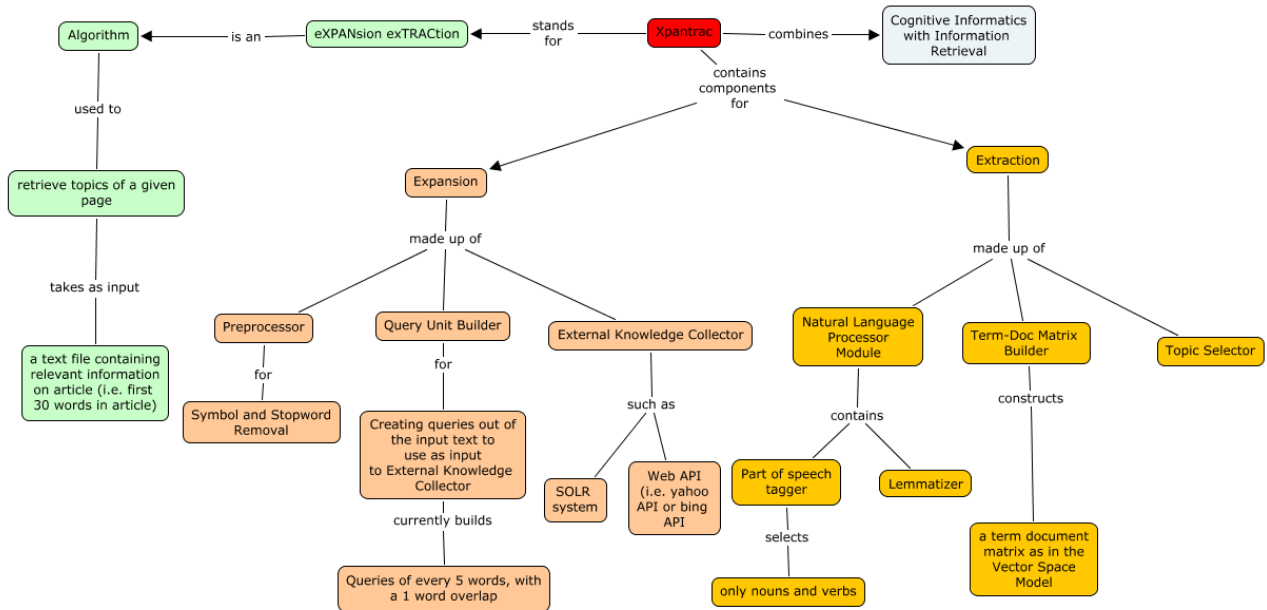 Algorithm
is an
eXPANsion exTRACtion
stands
for
Xpantrac
combines
Cognitive Informatics
with Information
Retrieval
contains
components
for
used to
retrieve topics of a given
page
takes as input
a text file containing
relevant information
on article (i.e. first
30 words in article)
Expansion
made up of
Preprocessor
for
Symbol and Stopword
Removal
Query Unit Builder
for
Creating queries out of
the input text to
use as input
to External Knowledge
Collector
currently builds
Queries of every 5 words, with
a 1 word overlap
External Knowledge Collector
such as
SOLR
system
Web API
(i.e. yahoo
API or bing
API
Extraction
made up of
Natural Language
Processor
Module
contains
Part of speech
tagger
selects
only nouns and verbs
Lemmatizer
Term-Doc Matrix
Builder
constructs
a term document
matrix as in the
Vector Space
Model
Topic Selector